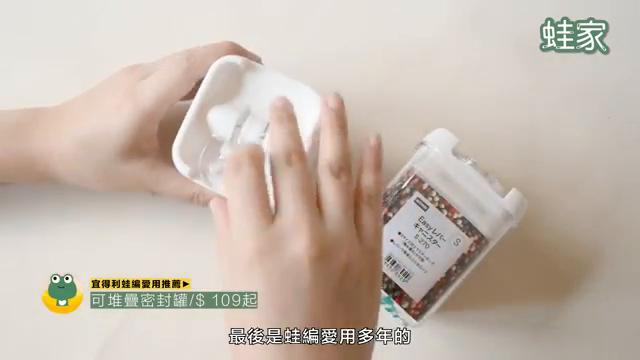 蛙家
Easyレバー
キャニスター
S-270
S
宜得利蛙編愛用推薦▶
可堆疊密封罐/$ 109起
最後是蛙編愛用多年的